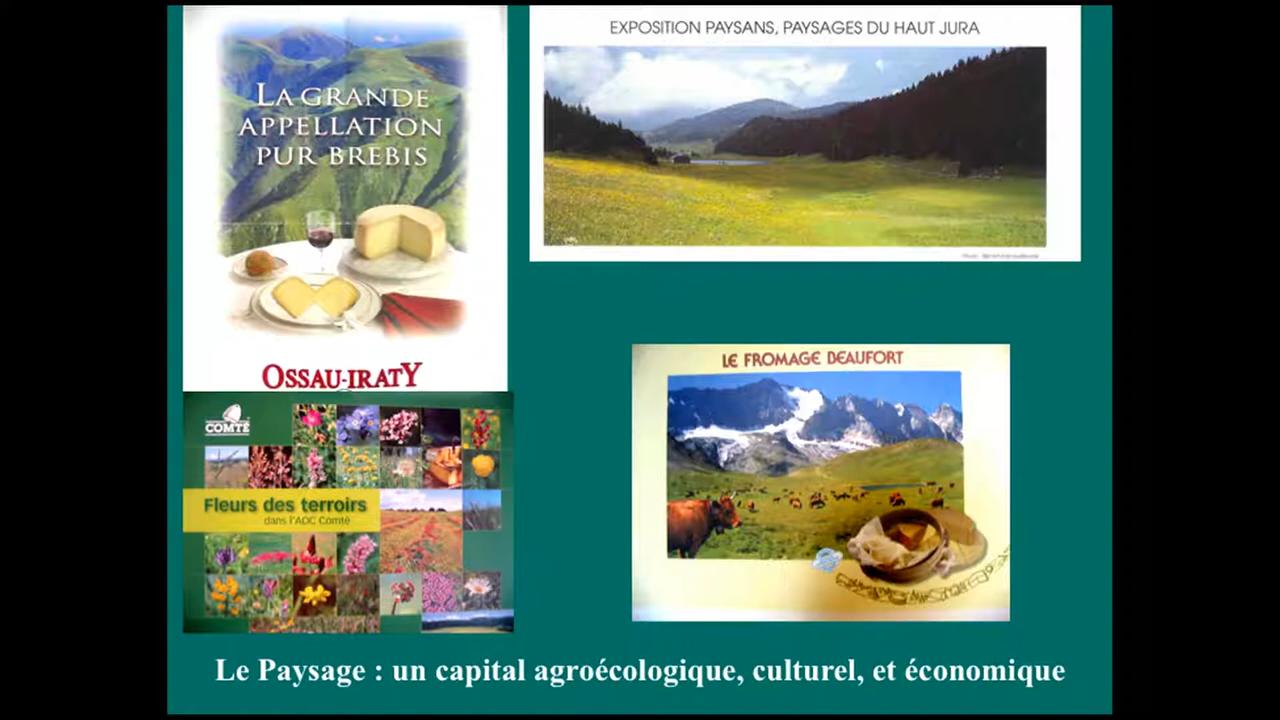 LA GRANDE
APPELLATION
PUR BREBIS
OSSAU-IRATY
EXPOSITION PAYSANS, PAYSAGES DU HAUT JURA
COMTÉ
Fleurs des terroirs
dans l'AOC Comté
LE FROMAGE BEAUFORT
Le Paysage : un capital agroécologique, culturel, et économique